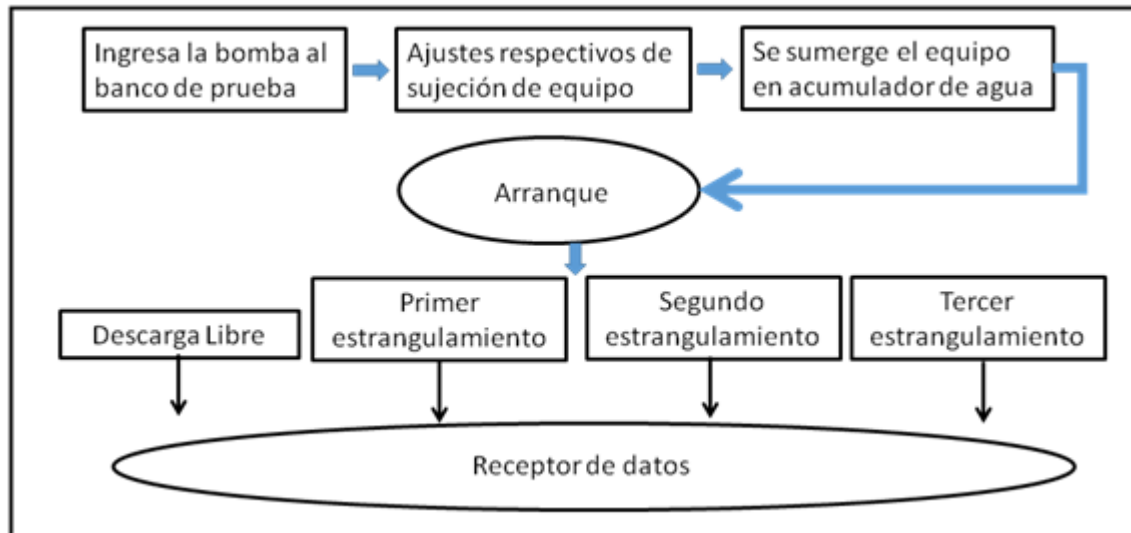 Ingresa la bomba al
banco de prueba
Ajustes respectivos de
sujeción de equipo
Se sumerge el equipo
en acumulador de agua
Arranque
Descarga Libre
Primer
estrangulamiento
Segundo
estrangulamiento
Tercer
estrangulamiento
Receptor de datos